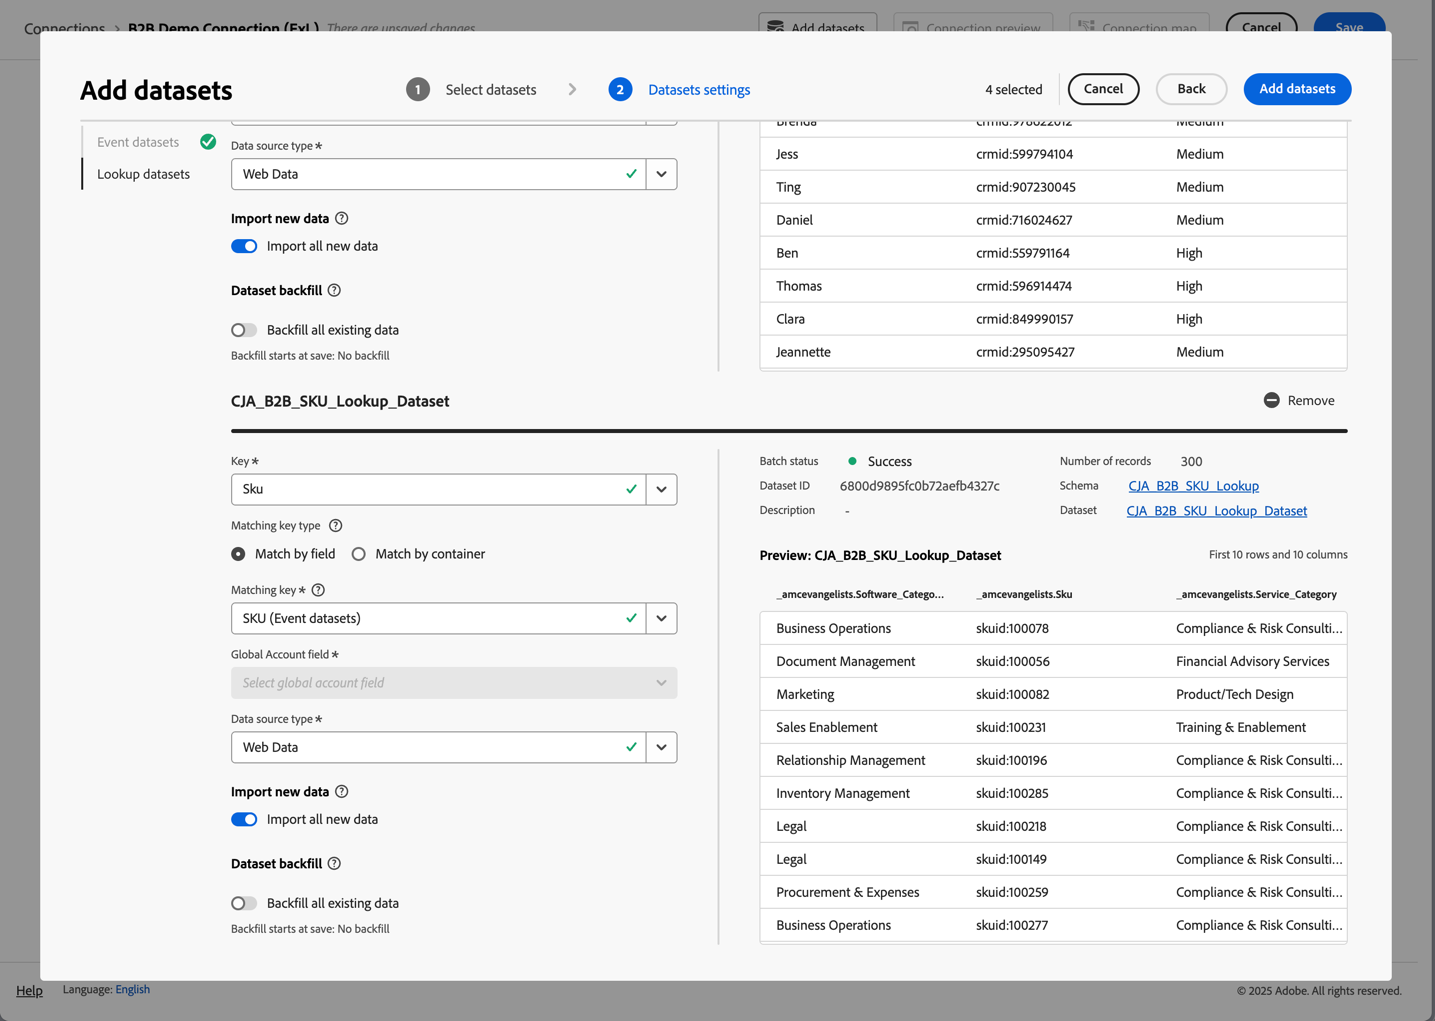 Connections > B2B Demo Connection (ExL) There are unsaved changes
Add datasets
Connection preview
Connection map
Cancel
Save
Add datasets
1 Select datasets
2 Datasets settings
4 selected
Cancel
Back
Add datasets
Event datasets
Lookup datasets
Data source type *
Web Data
Import new data
Import all new data
Dataset backfill
Backfill all existing data
Backfill starts at save: No backfill
Brenda crmid:978622012 Medium
Jess crmid:599794104 Medium
Ting crmid:907230045 Medium
Daniel crmid:716024627 Medium
Ben crmid:559791164 High
Thomas crmid:596914474 High
Clara crmid:849990157 High
Jeannette crmid:295095427 Medium
CJA_B2B_SKU_Lookup_Dataset
Remove
Key *
Sku
Matching key type
Match by field Match by container
Matching key *
SKU (Event datasets)
Global Account field *
Select global account field
Data source type *
Web Data
Import new data
Import all new data
Dataset backfill
Backfill all existing data
Backfill starts at save: No backfill
Batch status Success
Dataset ID 6800d9895fc0b72aefb4327c
Description -
Number of records 300
Schema CJA_B2B_SKU_Lookup
Dataset CJA_B2B_SKU_Lookup_Dataset
Preview: CJA_B2B_SKU_Lookup_Dataset
First 10 rows and 10 columns
_amcevangelists.Software_Catego... _amcevangelists.Sku _amcevangelists.Service_Category
Business Operations skuid:100078 Compliance & Risk Consulti...
Document Management skuid:100056 Financial Advisory Services
Marketing skuid:100082 Product/Tech Design
Sales Enablement skuid:100231 Training & Enablement
Relationship Management skuid:100196 Compliance & Risk Consulti...
Inventory Management skuid:100285 Compliance & Risk Consulti...
Legal skuid:100218 Compliance & Risk Consulti...
Legal skuid:100149 Compliance & Risk Consulti...
Procurement & Expenses skuid:100259 Compliance & Risk Consulti...
Business Operations skuid:100277 Compliance & Risk Consulti...
Help
Language: English
© 2025 Adobe. All rights reserved.